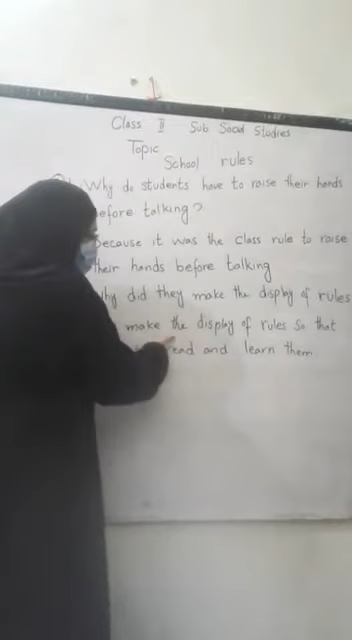 Class II Sub Social Studies
Topic
School rules
Why do students have to raise their hands
before talking?
Because it was the class rule to raise
their hands before talking
Why did they make the display of rules
make the display of rules so that
read and learn them